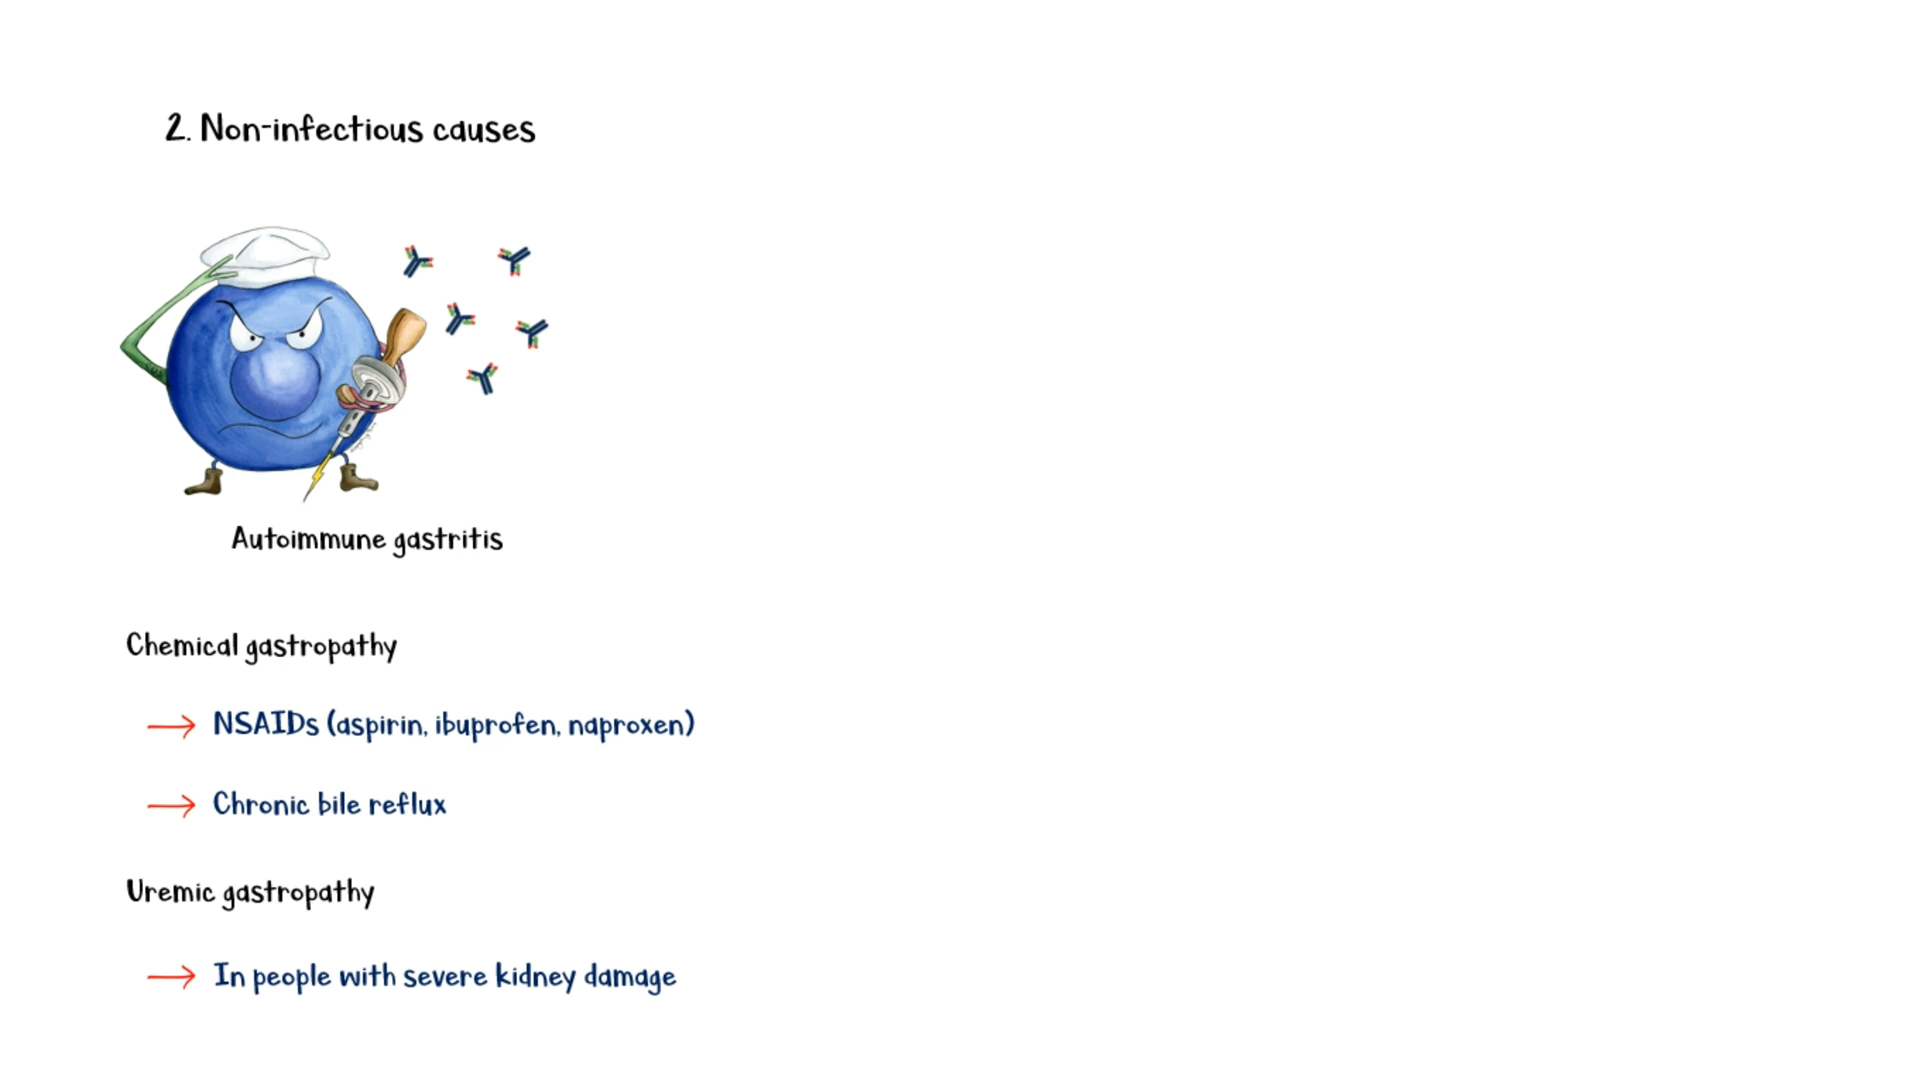 2. Non-infectious causes
Autoimmune gastritis
Chemical gastropathy
NSAIDs (aspirin, ibuprofen, naproxen)
Chronic bile reflux
Uremic gastropathy
In people with severe kidney damage